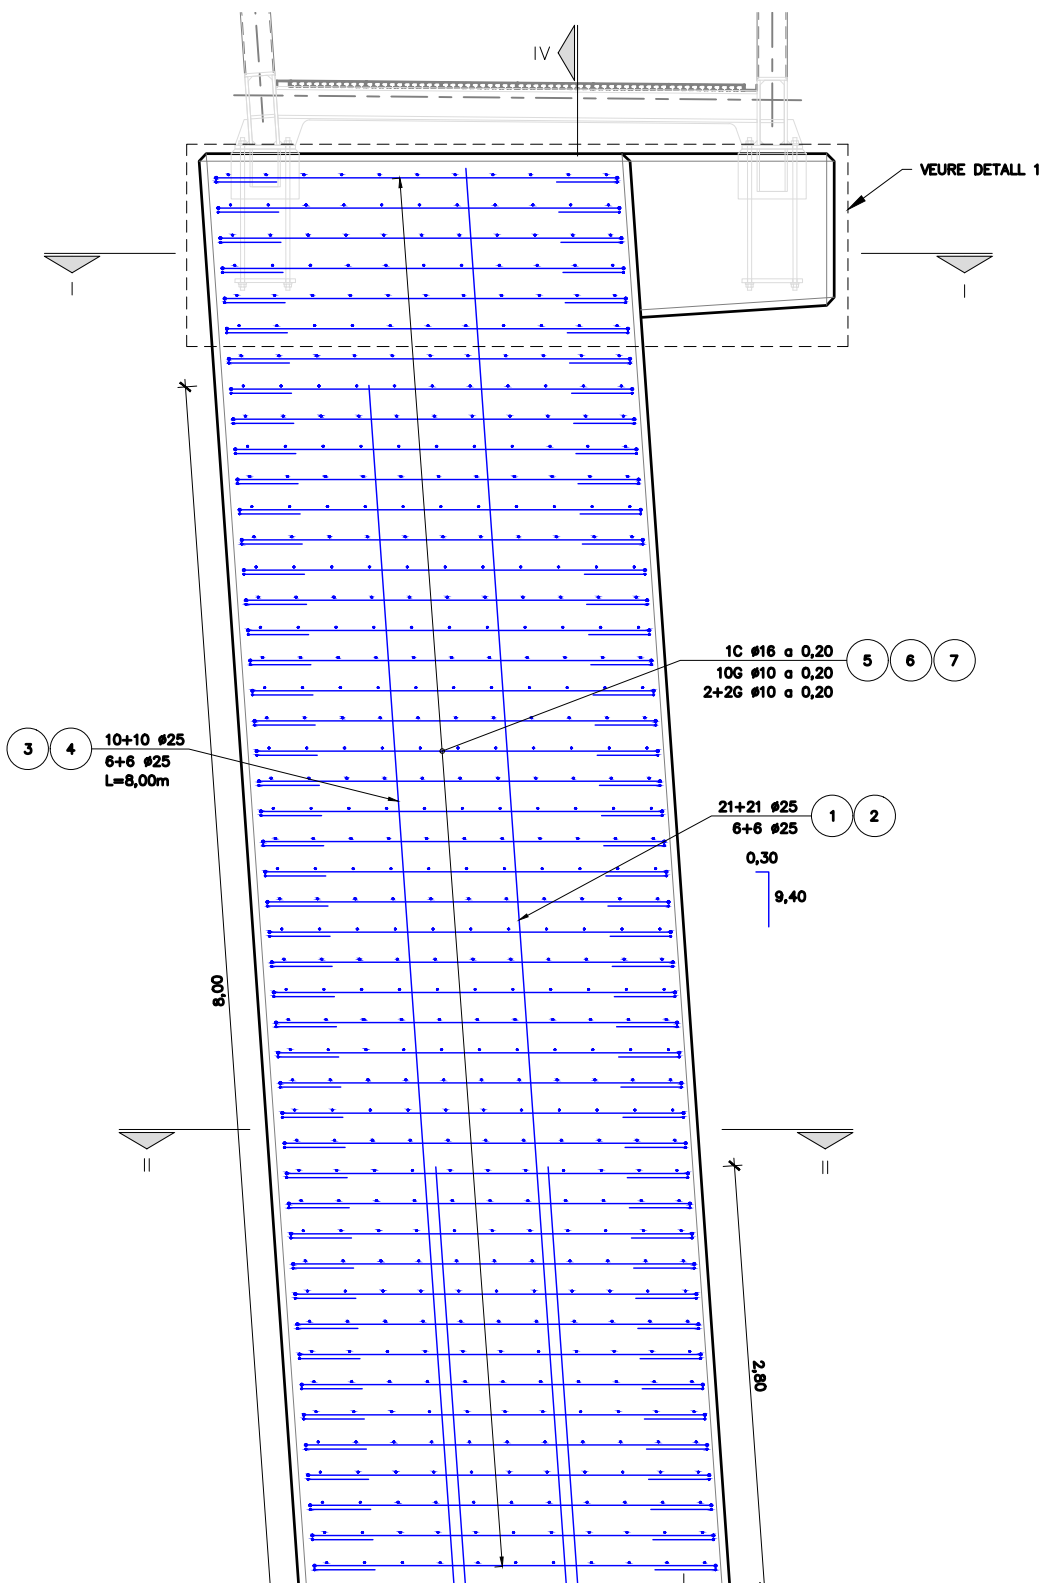 IV
VEURE DETALL 1
I
I
1C ø16 a 0,20
10G ø10 a 0,20
2+2G ø10 a 0,20
5 6 7
3 4
10+10 ø25
6+6 ø25
L=8,00m
21+21 ø25
6+6 ø25
1 2
0,30
9,40
8,00
II
II
2,80